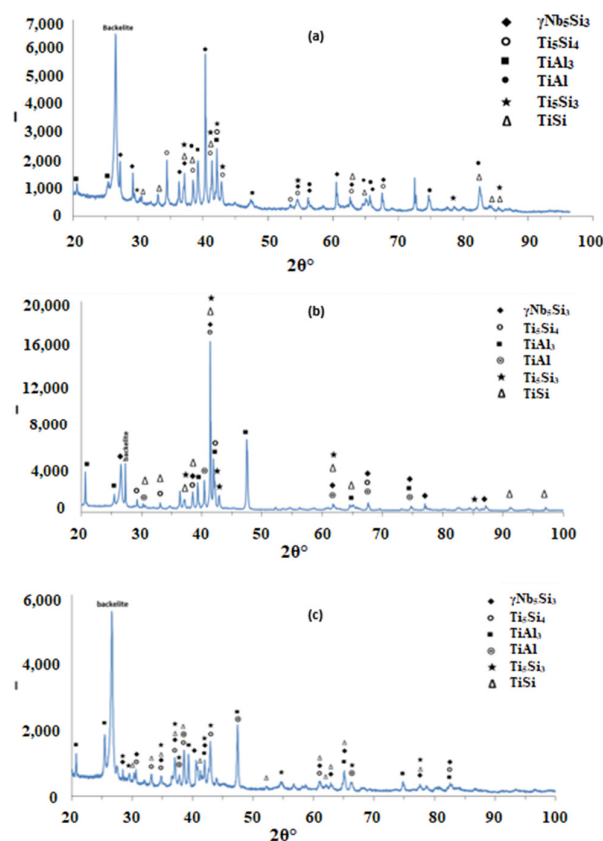 Backelite
(a)
7,000
6,000
5,000
4,000
3,000
2,000
1,000
0
I
20 30 40 50 60 70 80 90 100
2θ°
γNb₅Si₃
Ti₅Si₄
TiAl₃
TiAl
Ti₅Si₃
TiSi
(b)
20,000
16,000
12,000
8,000
4,000
0
I
backelite
20 30 40 50 60 70 80 90 100
2θ°
γNb₅Si₃
Ti₅Si₄
TiAl₃
TiAl
Ti₅Si₃
TiSi
backelite
(c)
6,000
4,000
2,000
0
I
20 30 40 50 60 70 80 90 100
2θ°
γNb₅Si₃
Ti₅Si₄
TiAl₃
TiAl
Ti₅Si₃
TiSi